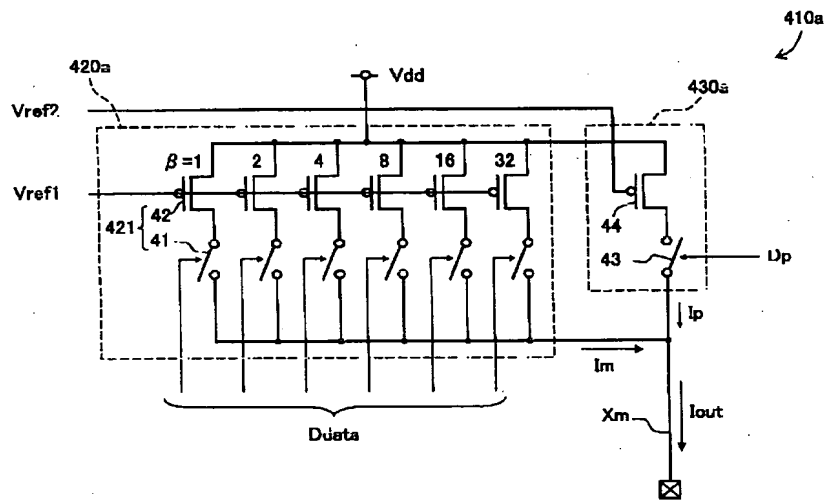 410a
420a
Vdd
430a
Vref2
β=1 2 4 8 16 32
Vref1
42
421
41
44
43
Dp
Ip
Im
Ddata
Xm
Iout